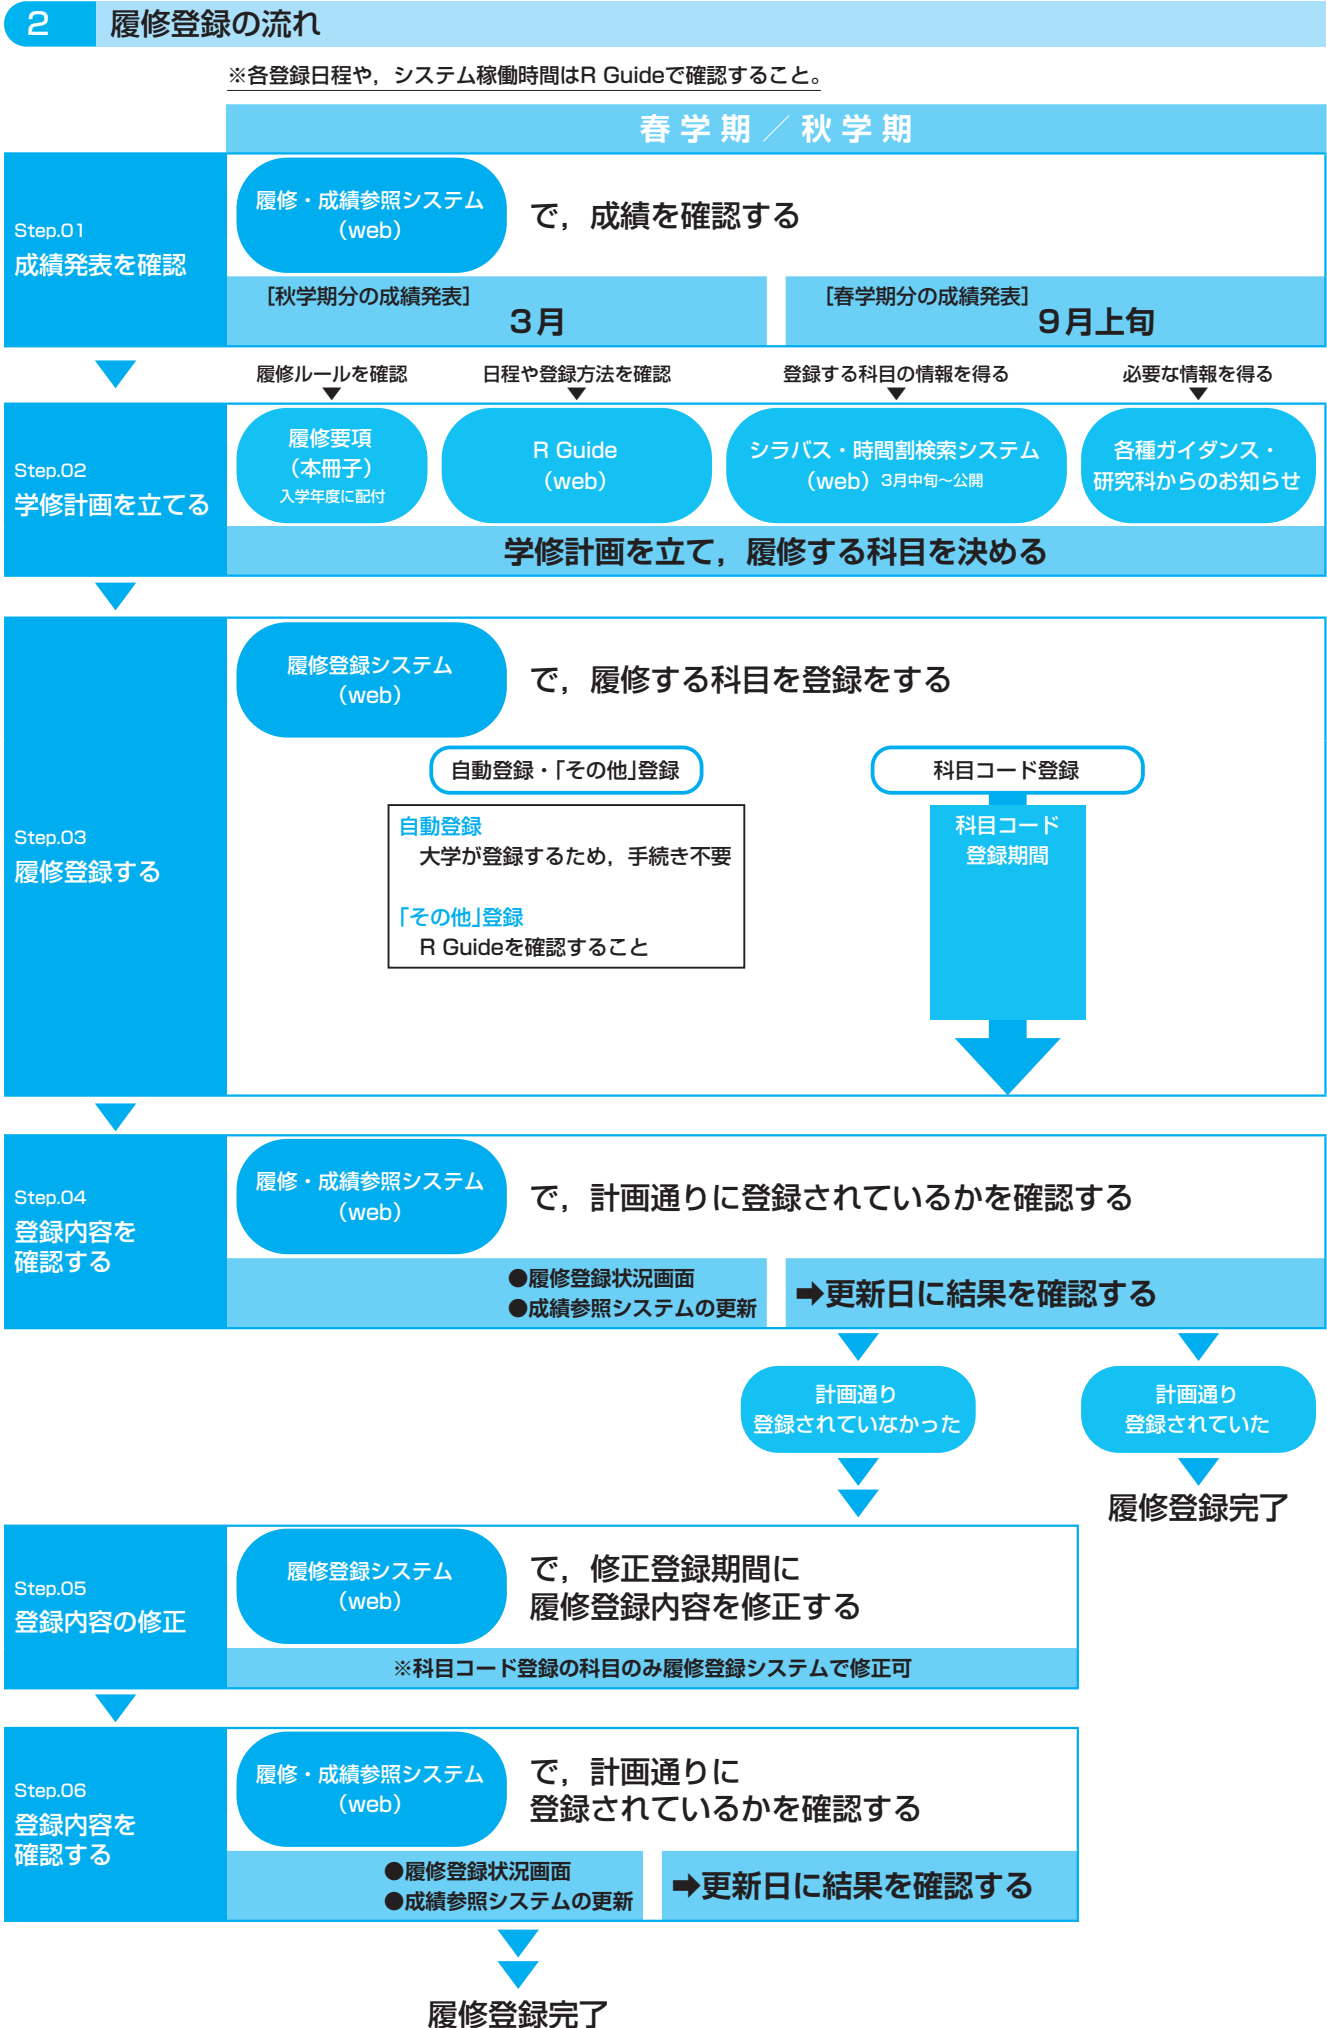 2 履修登録の流れ
※各登録日程や，システム稼働時間はR Guideで確認すること。
春学期／秋学期
Step.01
成績発表を確認
履修・成績参照システム
（web）
で，成績を確認する
［秋学期分の成績発表］
3月
［春学期分の成績発表］
9月上旬
履修ルールを確認
日程や登録方法を確認
登録する科目の情報を得る
必要な情報を得る
Step.02
学修計画を立てる
履修要項
（本冊子）
入学年度に配付
R Guide
（web）
シラバス・時間割検索システム
（web）3月中旬～公開
各種ガイダンス・
研究科からのお知らせ
学修計画を立て，履修する科目を決める
Step.03
履修登録する
履修登録システム
（web）
で，履修する科目を登録をする
自動登録・「その他」登録
自動登録
大学が登録するため，手続き不要
「その他」登録
R Guideを確認すること
科目コード登録
科目コード
登録期間
Step.04
登録内容を
確認する
履修・成績参照システム
（web）
で，計画通りに登録されているかを確認する
●履修登録状況画面
●成績参照システムの更新
➡更新日に結果を確認する
計画通り
登録されていなかった
計画通り
登録されていた
履修登録完了
Step.05
登録内容の修正
履修登録システム
（web）
で，修正登録期間に
履修登録内容を修正する
※科目コード登録の科目のみ履修登録システムで修正可
Step.06
登録内容を
確認する
履修・成績参照システム
（web）
で，計画通りに
登録されているかを確認する
●履修登録状況画面
●成績参照システムの更新
➡更新日に結果を確認する
履修登録完了